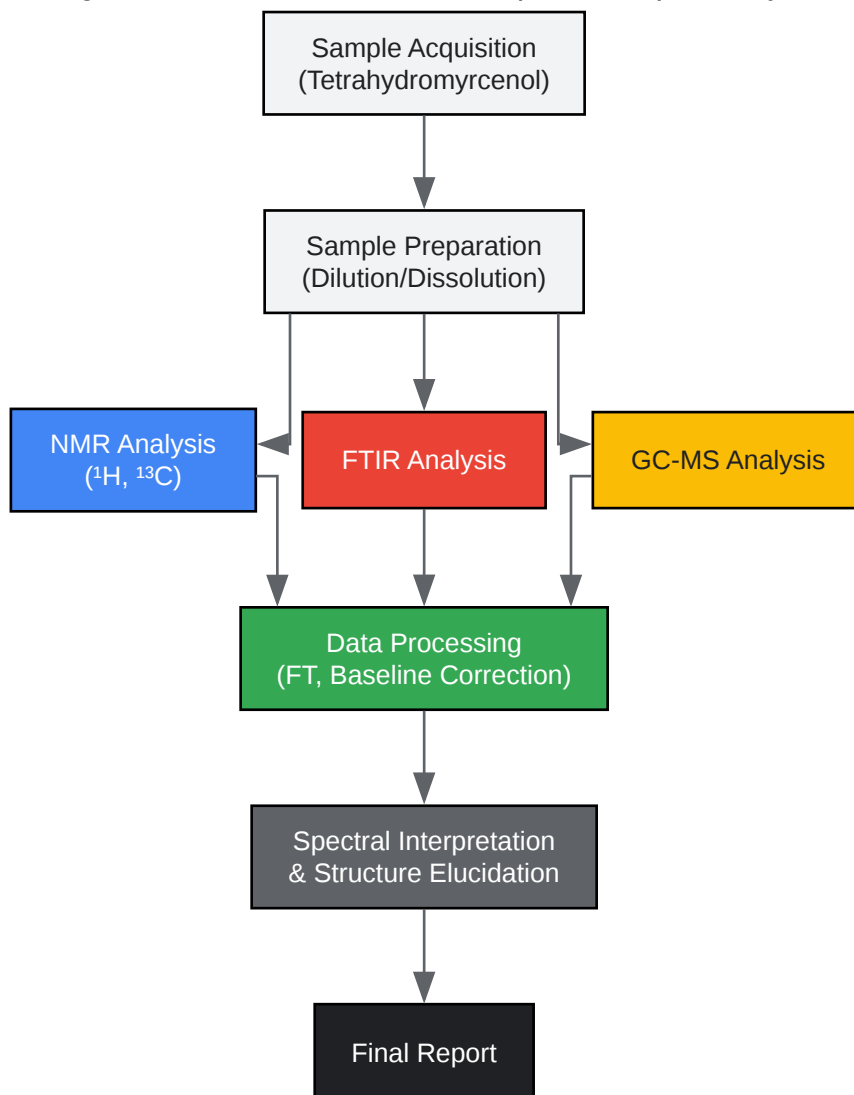 Sample Acquisition
(Tetrahydromyrcenol)
Sample Preparation
(Dilution/Dissolution)
NMR Analysis
(¹H, ¹³C)
FTIR Analysis
GC-MS Analysis
Data Processing
(FT, Baseline Correction)
Spectral Interpretation
& Structure Elucidation
Final Report